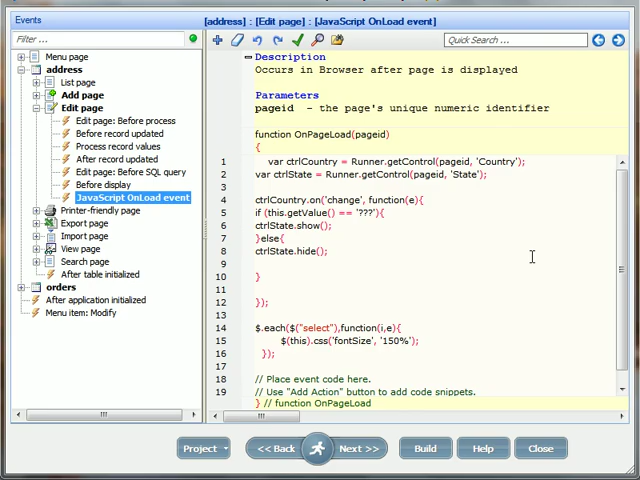 Events
[address] : [Edit page] : [JavaScript OnLoad event]
Filter ...
Quick Search ...
Menu page
address
List page
Add page
Edit page
Edit page: Before process
Before record updated
Process record values
After record updated
Edit page: Before SQL query
Before display
JavaScript OnLoad event
Printer-friendly page
Export page
Import page
View page
Search page
After table initialized
orders
After application initialized
Menu item: Modify
Description
Occurs in Browser after page is displayed
Parameters
pageid - the page's unique numeric identifier
function OnPageLoad(pageid)
{
1 var ctrlCountry = Runner.getControl(pageid, 'Country');
2 var ctrlState = Runner.getControl(pageid, 'State');
3
4 ctrlCountry.on('change', function(e){
5 if (this.getValue() == '???'){
6 ctrlState.show();
7 }else{
8 ctrlState.hide();
9
10 }
11
12 });
13
14 $.each($("select"),function(i,e){
15 $(this).css('fontSize', '150%');
16 });
17
18 // Place event code here.
19 // Use "Add Action" button to add code snippets.
} // function OnPageLoad
Project
<< Back
Next >>
Build
Help
Close